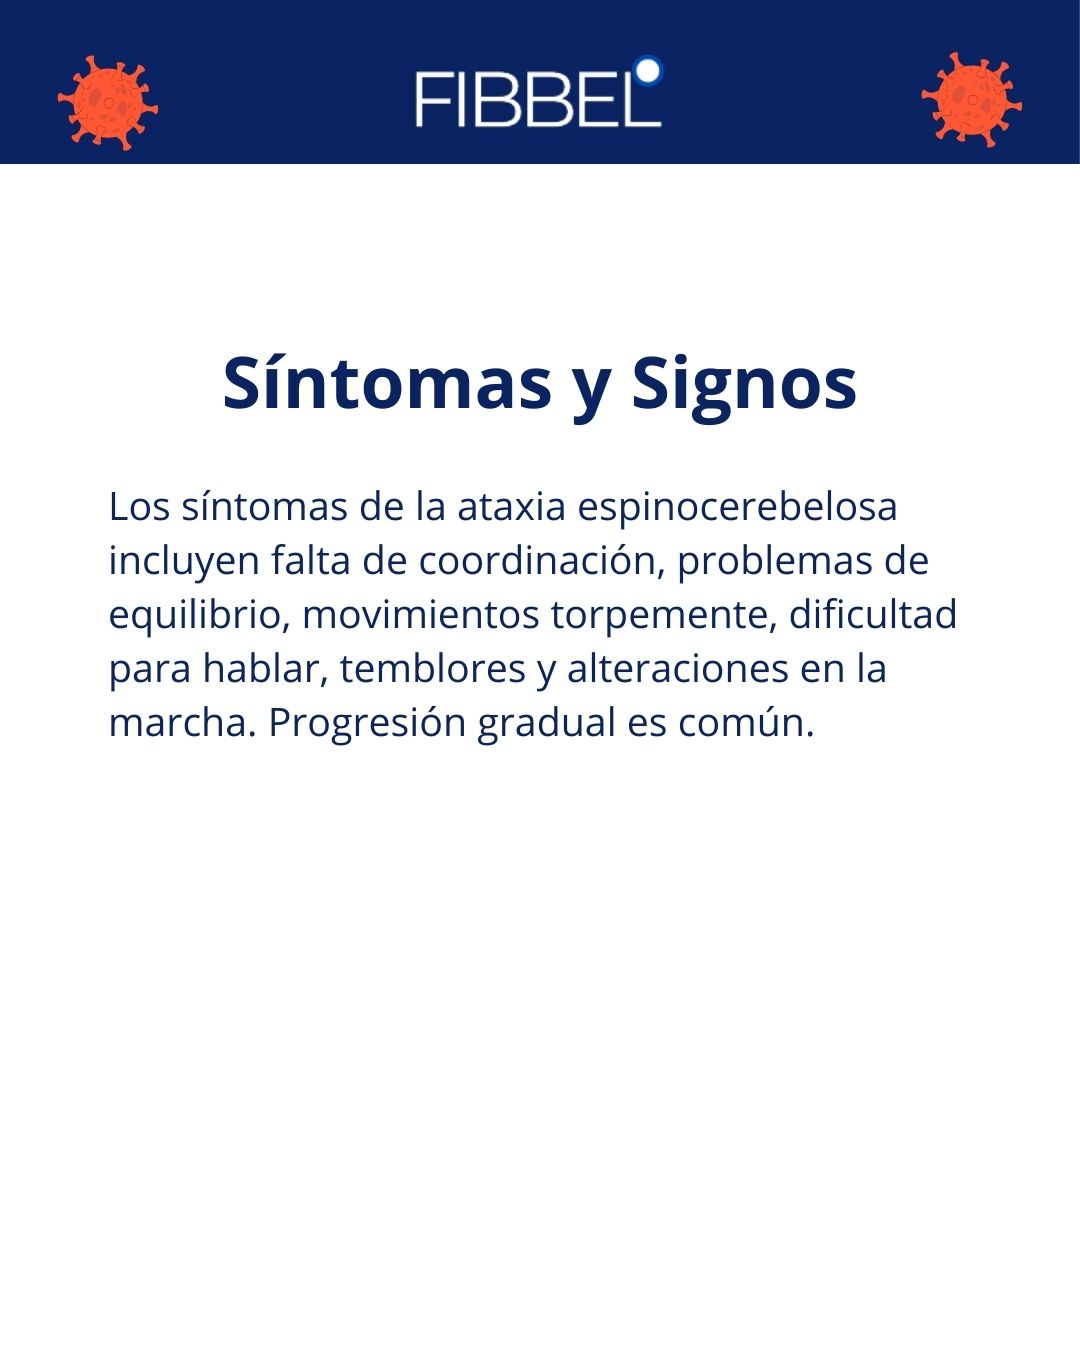 FIBBEL
Síntomas y Signos
Los síntomas de la ataxia espinocerebelosa
incluyen falta de coordinación, problemas de
equilibrio, movimientos torpemente, dificultad
para hablar, temblores y alteraciones en la
marcha. Progresión gradual es común.